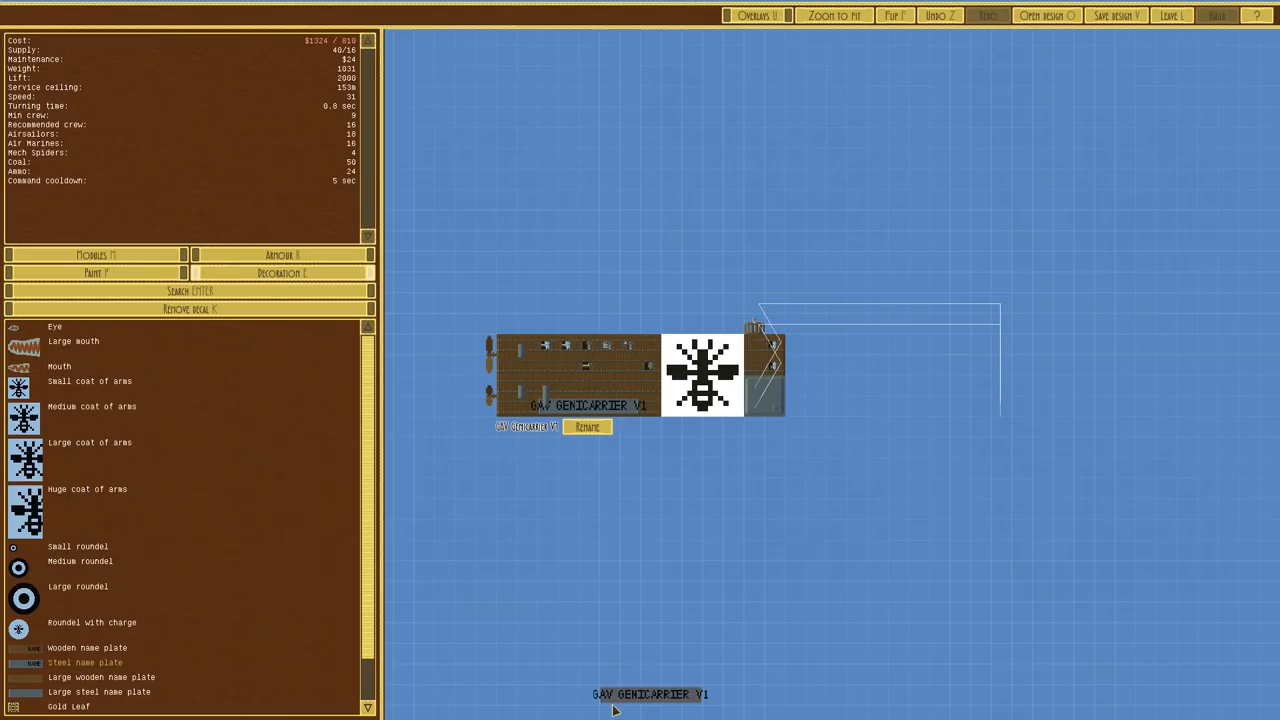 OVERLAYS U
ZOOM TO FIT
FLIP F
UNDO Z
REDO
OPEN DESIGN O
SAVE DESIGN V
LEAVE L
BUILD
?
Cost: $1324 / 810
Supply: 40/16
Maintenance: $24
Weight: 1031
Lift: 2000
Service ceiling: 153m
Speed: 31
Turning time: 0.8 sec
Min crew: 9
Recommended crew: 16
Airsailors: 18
Air Marines: 16
Mech Spiders: 4
Coal: 50
Ammo: 24
Command cooldown: 5 sec
MODULES M
ARMOUR R
PAINT P
DECORATION E
SEARCH ENTER
REMOVE DECAL K
Eye
Large mouth
Mouth
Small coat of arms
Medium coat of arms
Large coat of arms
Huge coat of arms
Small roundel
Medium roundel
Large roundel
Roundel with charge
NAME Wooden name plate
NAME Steel name plate
Large wooden name plate
Large steel name plate
Gold Leaf
GAV GENICARRIER V1
GAV GENICARRIER V1
RENAME
GAV GENICARRIER V1